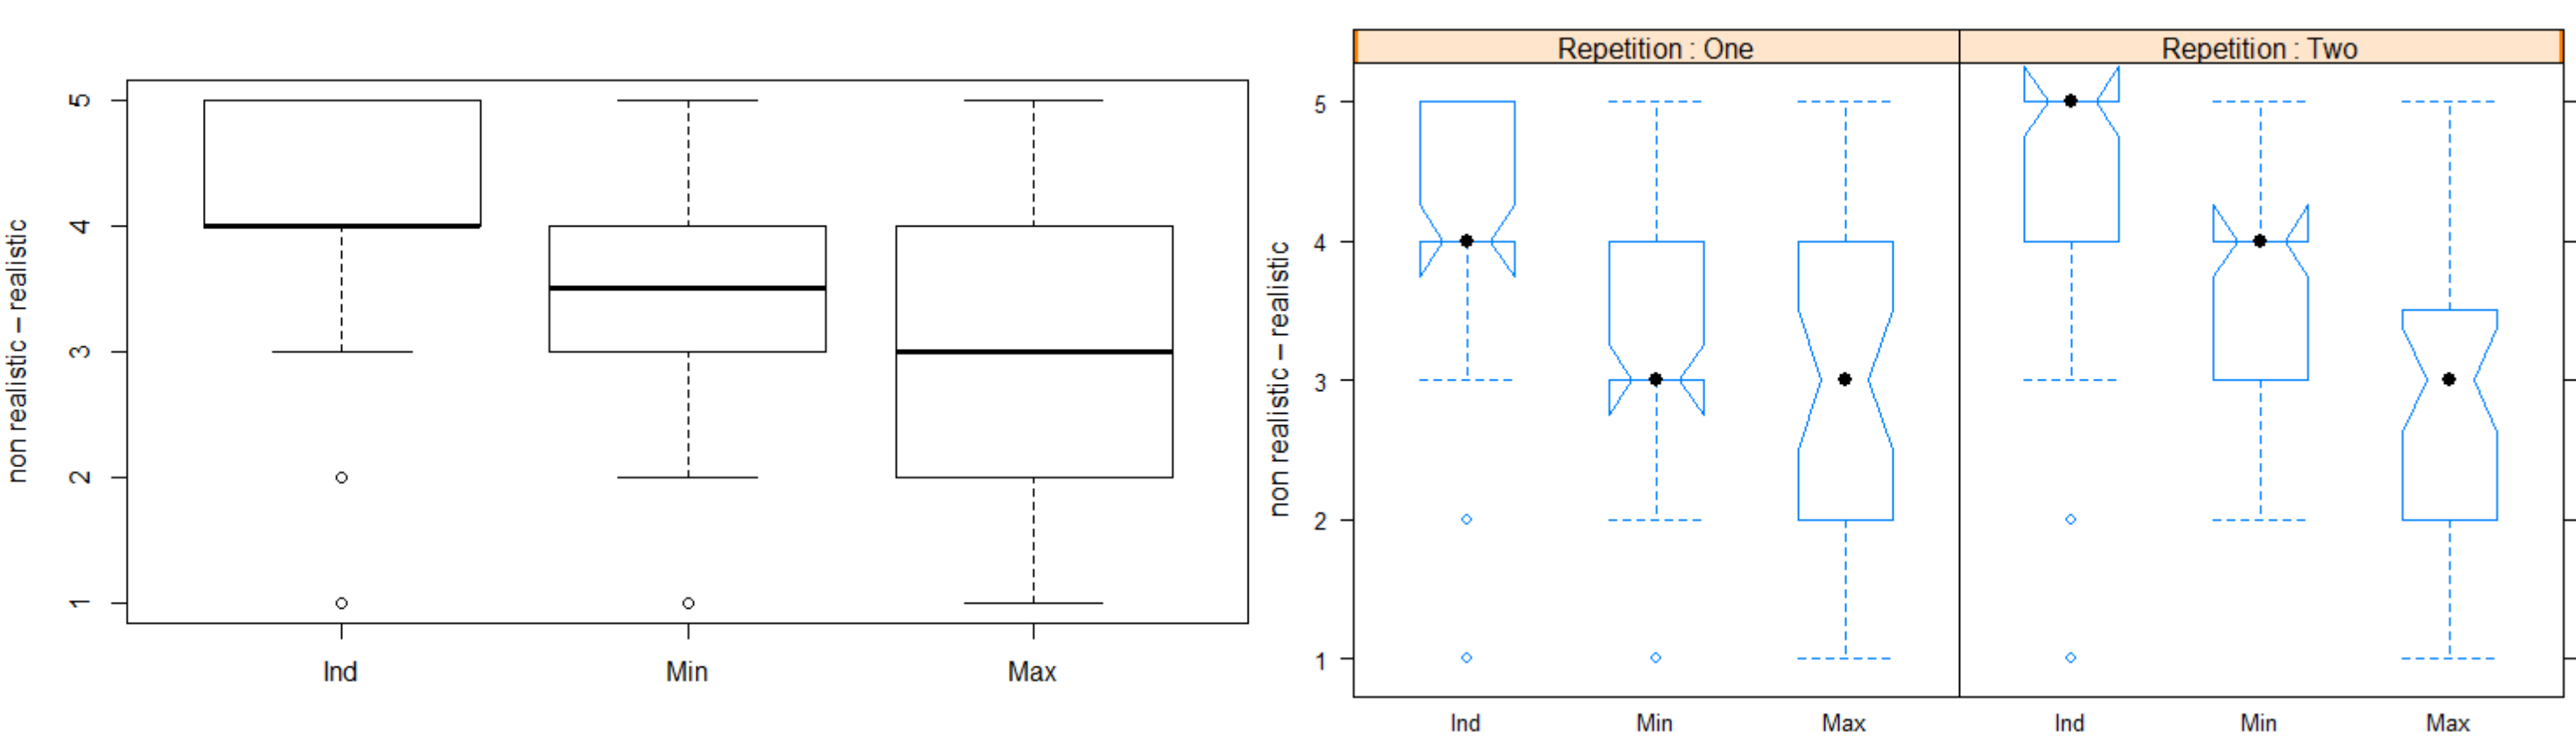 non realistic – realistic
5
4
3
2
1
Ind Min Max
Repetition : One Repetition : Two
non realistic – realistic
5
4
3
2
1
Ind Min Max Ind Min Max